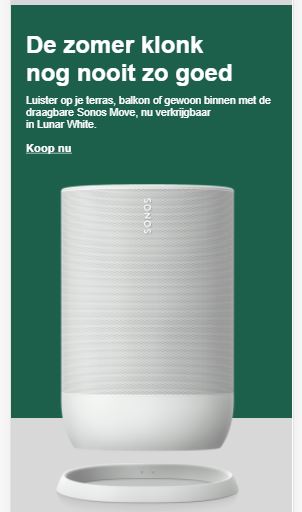 De zomer klonk
nog nooit zo goed
Luister op je terras, balkon of gewoon binnen met de
draagbare Sonos Move, nu verkrijgbaar
in Lunar White.
Koop nu
SONOS